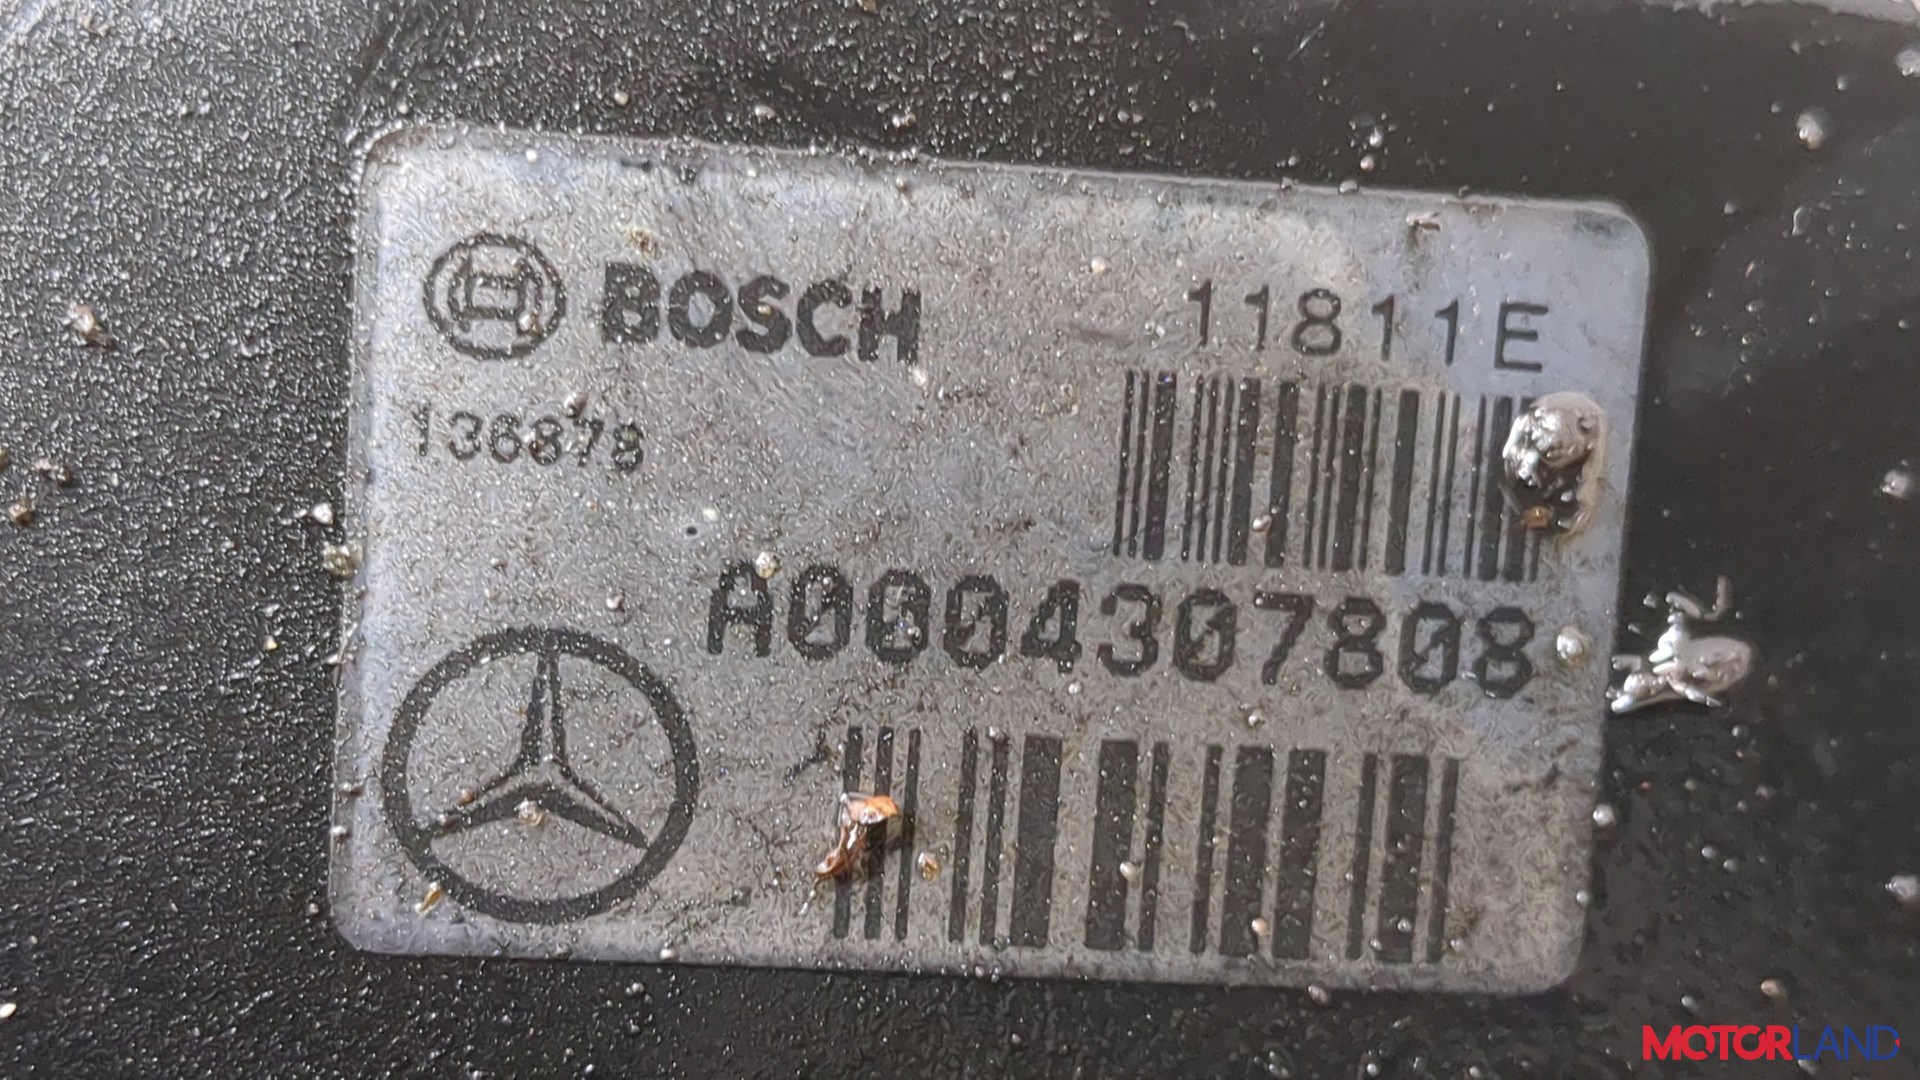 BOSCH 11811E
136878
A0004307808
MOTORLAND